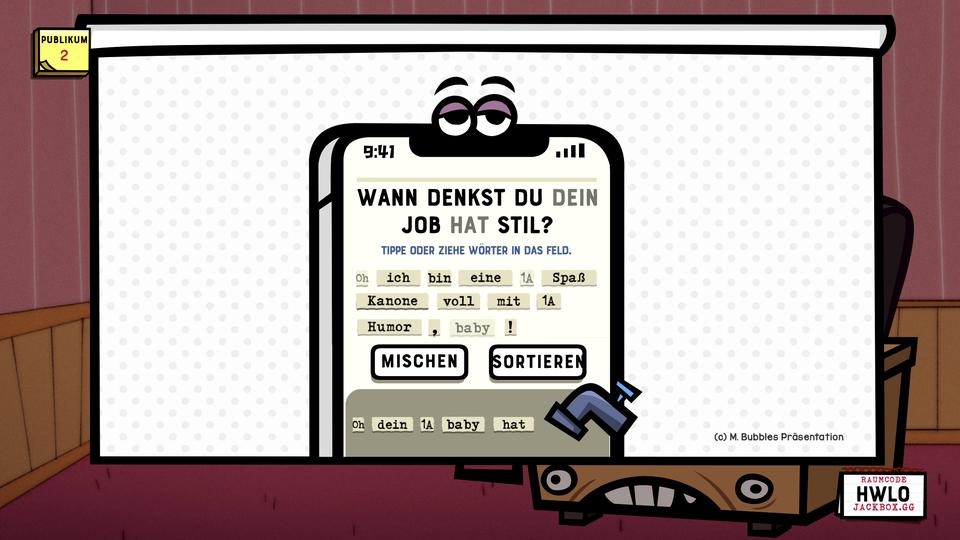 PUBLIKUM
2
9:41
WANN DENKST DU DEIN
JOB HAT STIL?
TIPPE ODER ZIEHE WÖRTER IN DAS FELD.
Oh ich bin eine 1A Spaß
Kanone voll mit 1A
Humor , baby !
MISCHEN SORTIEREN
Oh dein 1A baby hat
(c) M. Bubbles Präsentation
RAUMCODE
HWLO
JACKBOX.GG